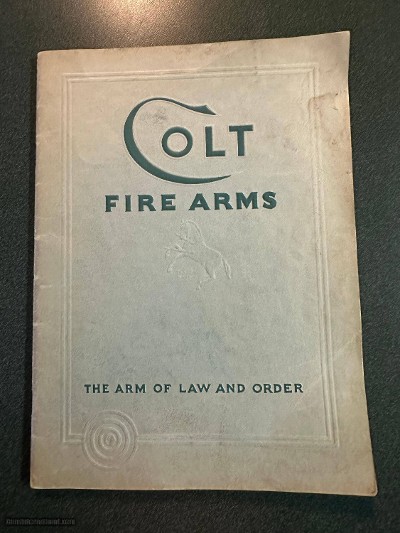 COLT
FIRE ARMS
THE ARM OF LAW AND ORDER